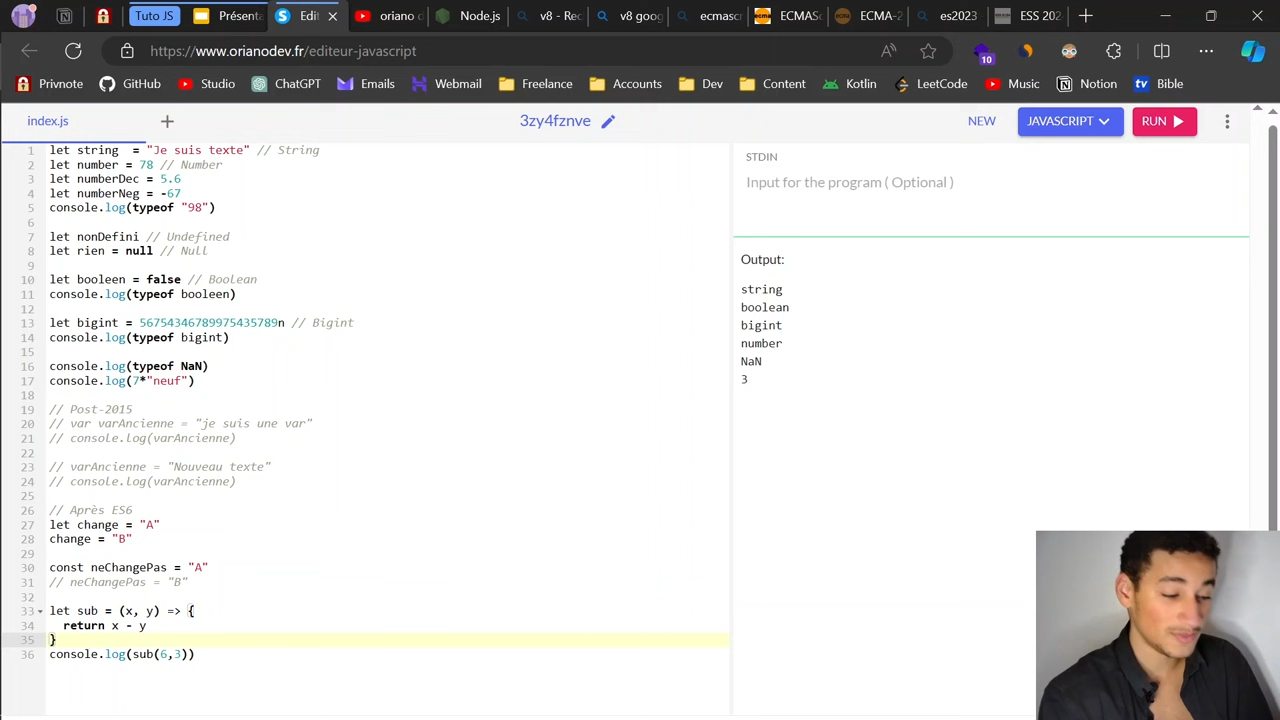 Tuto JS Présenta Edit oriano d Node.js v8 - Rec v8 goog ecmascr ECMASc ECMA-2 es2023 ESS 202
https://www.orianodev.fr/editeur-javascript
10
Privnote GitHub Studio ChatGPT Emails Wmail Freelance Accounts Dev Content Kotlin LeetCode Music Notion Bible
index.js
3zy4fznve
NEW
JAVASCRIPT
RUN
1 let string  = "Je suis texte" // String
2 let number = 78 // Number
3 let numberDec = 5.6
4 let numberNeg = -67
5 console.log(typeof "98")
6
7 let nonDefini // Undefined
8 let rien = null // Null
9
10 let booleen = false // Boolean
11 console.log(typeof booleen)
12
13 let bigint = 56754346789975435789n // Bigint
14 console.log(typeof bigint)
15
16 console.log(typeof NaN)
17 console.log(7*"neuf")
18
19 // Post-2015
20 // var varAncienne = "je suis une var"
21 // console.log(varAncienne)
22
23 // varAncienne = "Nouveau texte"
24 // console.log(varAncienne)
25
26 // Après ES6
27 let change = "A"
28 change = "B"
29
30 const neChangePas = "A"
31 // neChangePas = "B"
32
33 let sub = (x, y) => {
34   return x - y
35 }
36 console.log(sub(6,3))
STDIN
Input for the program ( Optional )
Output:
string
boolean
bigint
number
NaN
3